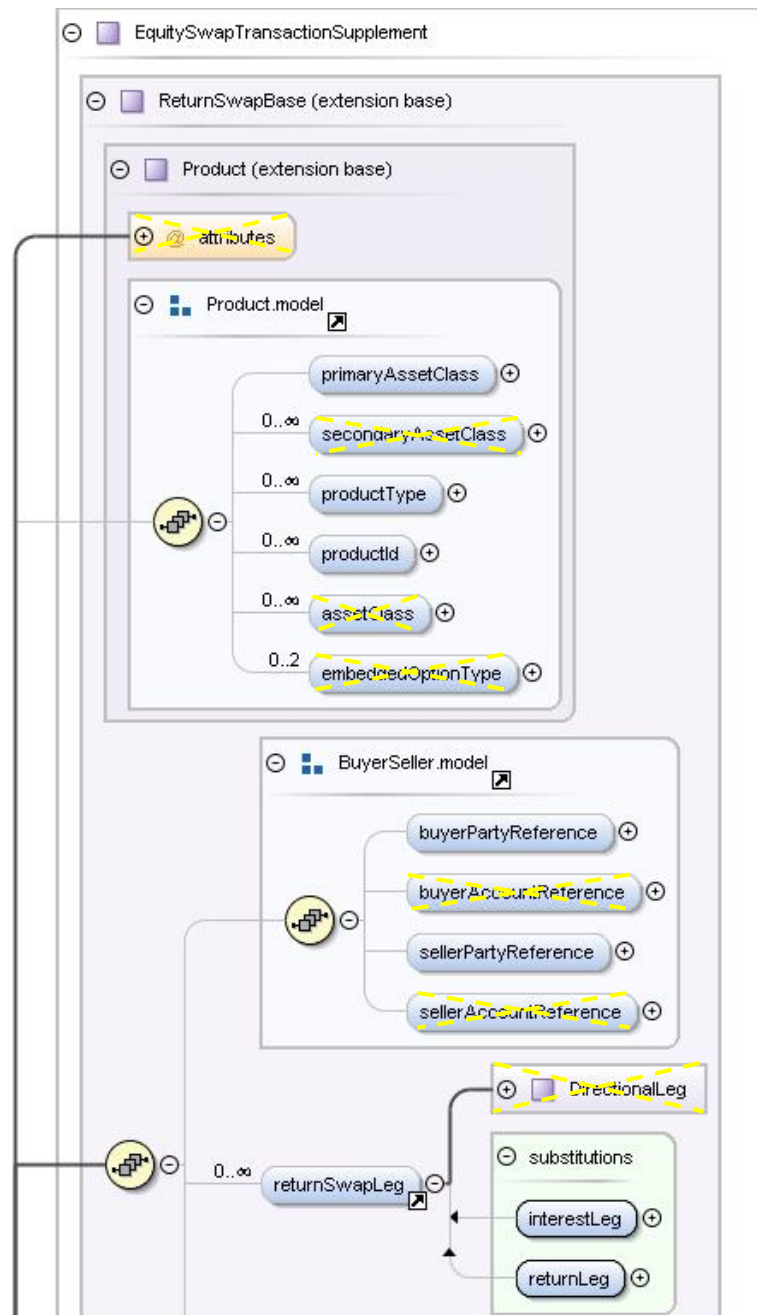 EquitySwapTransactionSupplement
ReturnSwapBase (extension base)
Product (extension base)
@ attributes
Product.model
primaryAssetClass
0..∞
secondaryAssetClass
0..∞
productType
0..∞
productId
0..∞
assetClass
0..2
embeddedOptionType
BuyerSeller.model
buyerPartyReference
buyerAccountReference
sellerPartyReference
sellerAccountReference
DirectionalLeg
substitutions
0..∞
returnSwapLeg
interestLeg
returnLeg